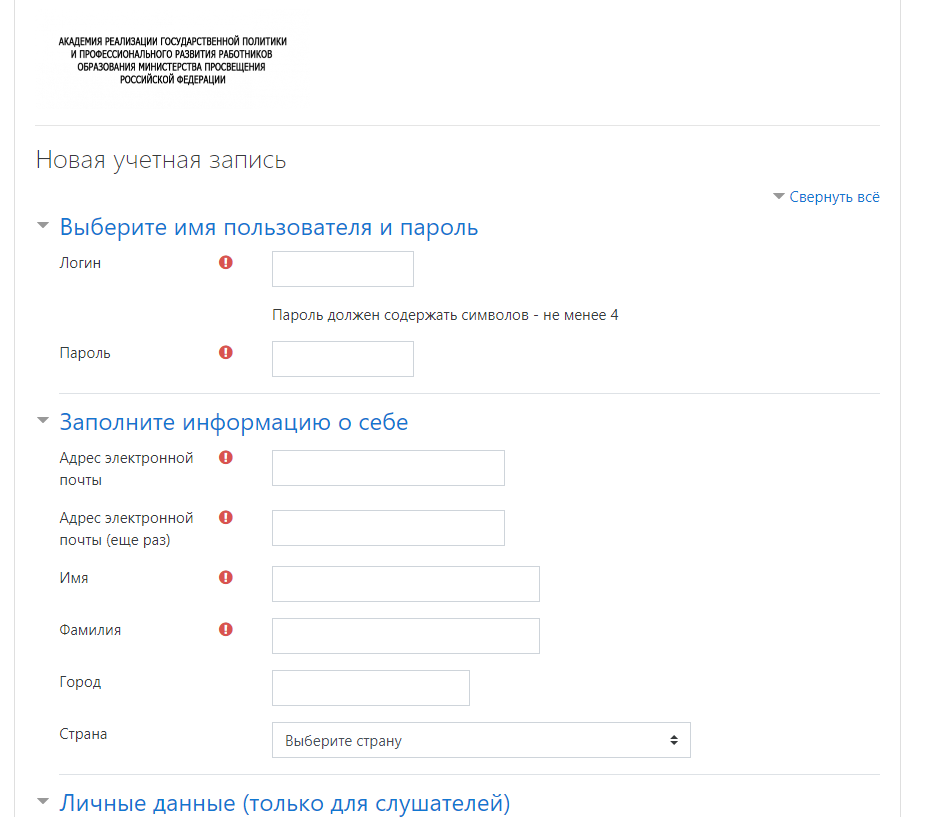 АКАДЕМИЯ РЕАЛИЗАЦИИ ГОСУДАРСТВЕННОЙ ПОЛИТИКИ
И ПРОФЕССИОНАЛЬНОГО РАЗВИТИЯ РАБОТНИКОВ
ОБРАЗОВАНИЯ МИНИСТЕРСТВА ПРОСВЕЩЕНИЯ
РОССИЙСКОЙ ФЕДЕРАЦИИ
Новая учетная запись
Свернуть всё
Выберите имя пользователя и пароль
Логин
Пароль должен содержать символов - не менее 4
Пароль
Заполните информацию о себе
Адрес электронной
почты
Адрес электронной
почты (еще раз)
Имя
Фамилия
Город
Страна
Выберите страну
Личные данные (только для слушателей)